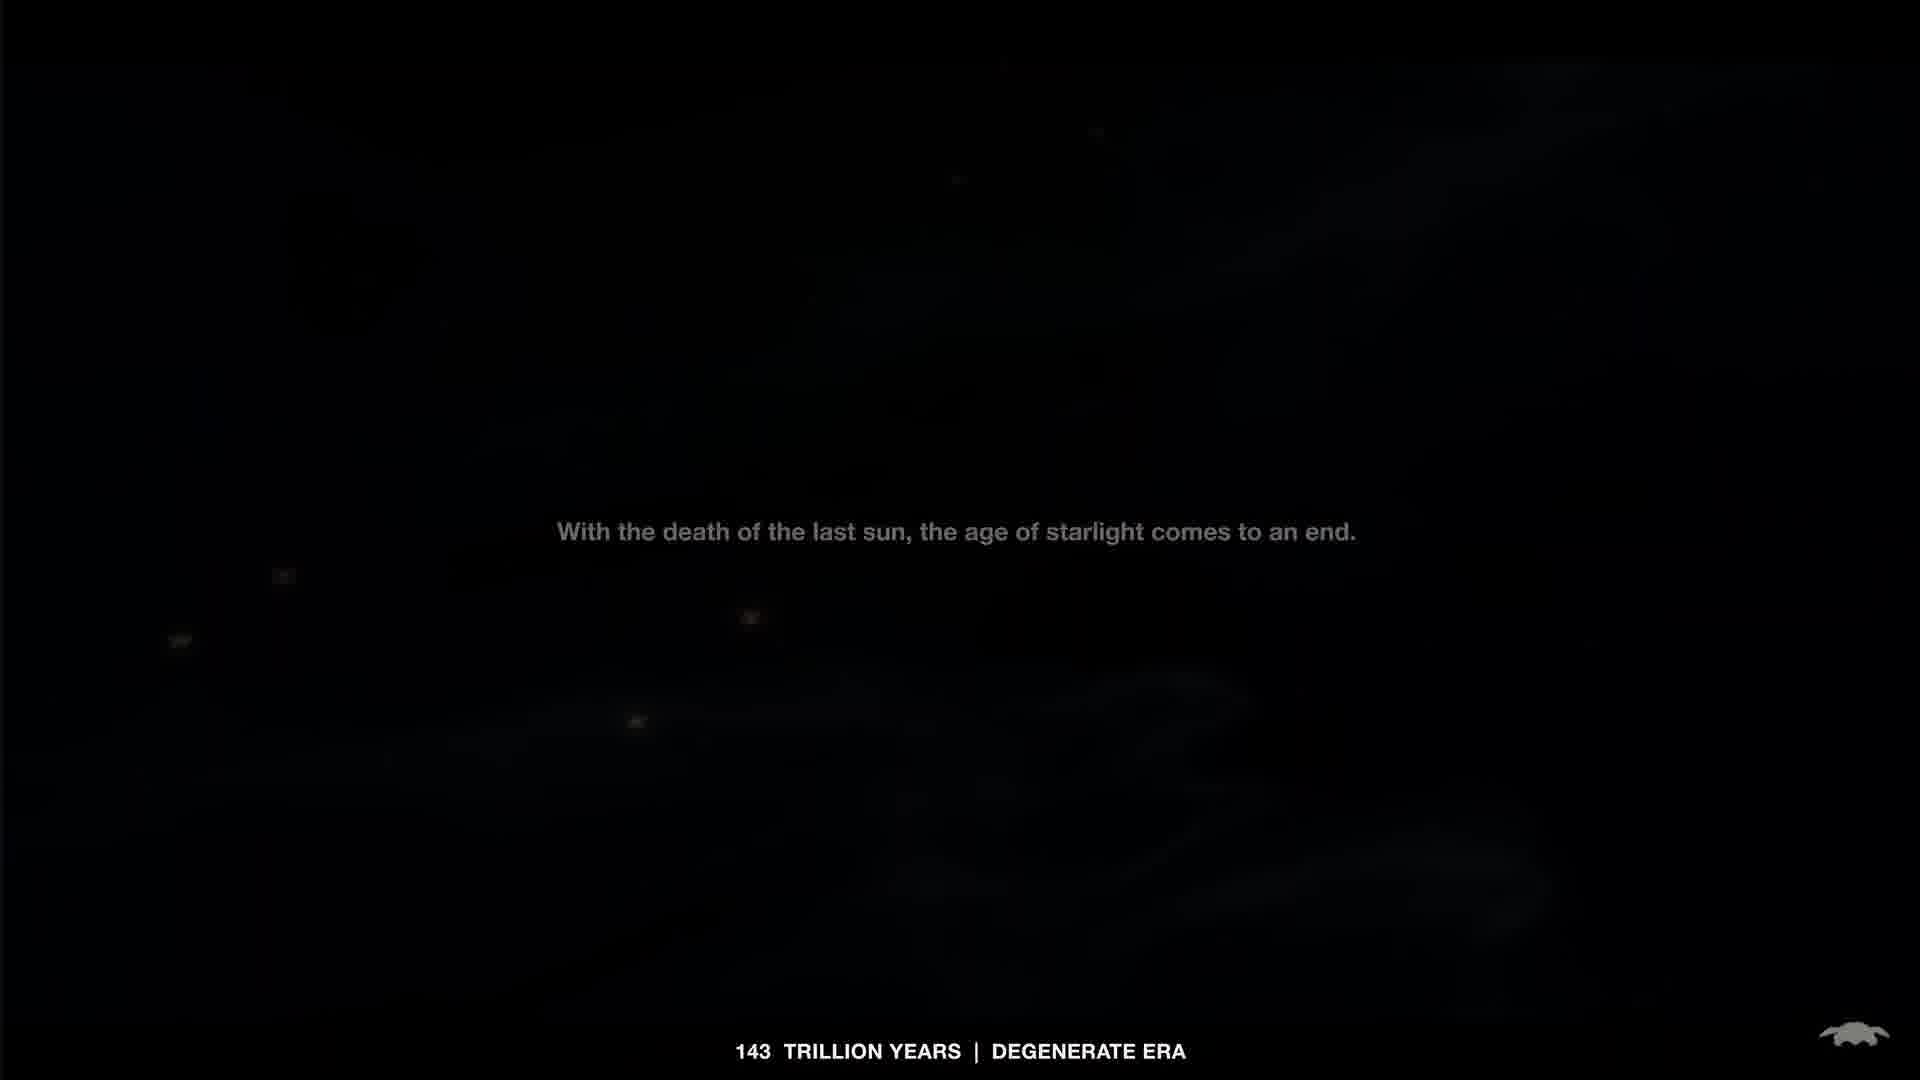 With the death of the last sun, the age of starlight comes to an end.
143 TRILLION YEARS | DEGENERATE ERA